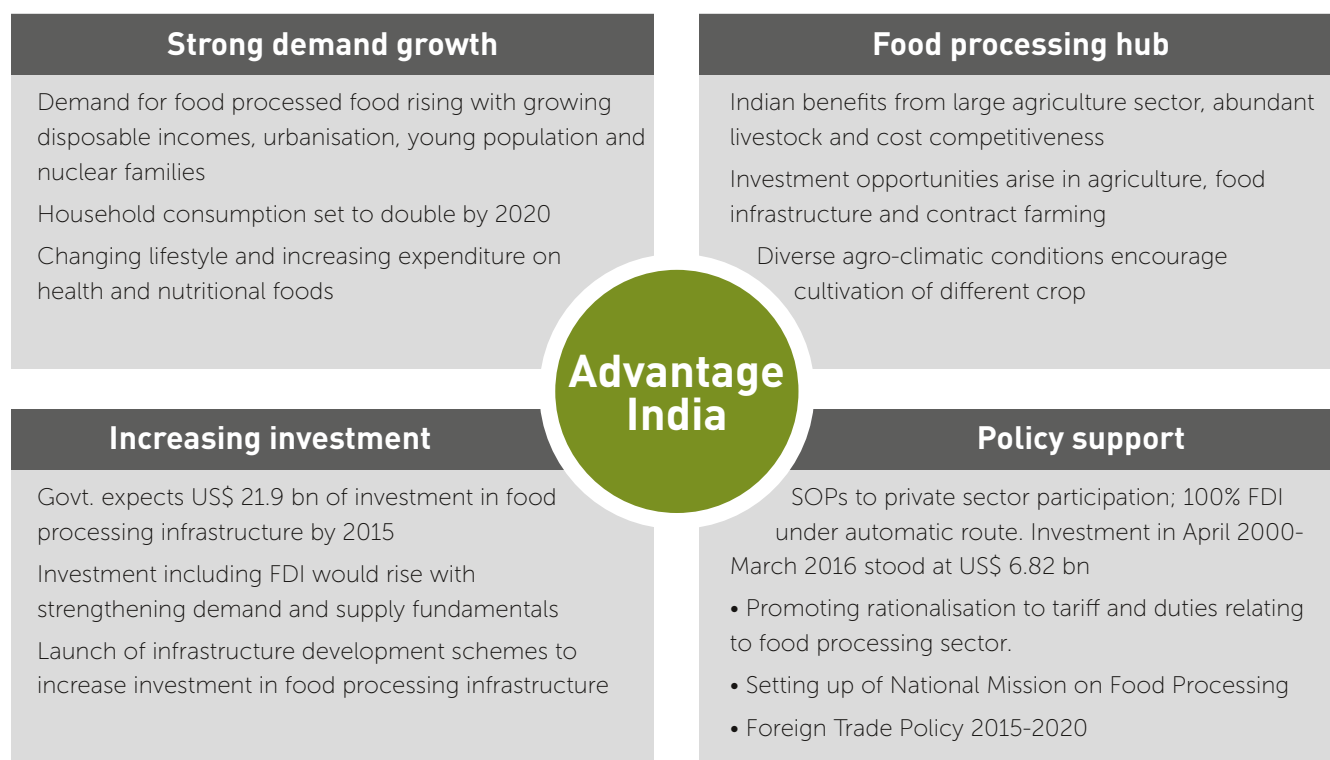 Strong demand growth
Demand for food processed food rising with growing
disposable incomes, urbanisation, young population and
nuclear families
Household consumption set to double by 2020
Changing lifestyle and increasing expenditure on
health and nutritional foods
Food processing hub
Indian benefits from large agriculture sector, abundant
livestock and cost competitiveness
Investment opportunities arise in agriculture, food
infrastructure and contract farming
Diverse agro-climatic conditions encourage
cultivation of different crop
Advantage
India
Increasing investment
Govt. expects US$ 21.9 bn of investment in food
processing infrastructure by 2015
Investment including FDI would rise with
strengthening demand and supply fundamentals
Launch of infrastructure development schemes to
increase investment in food processing infrastructure
Policy support
SOPs to private sector participation; 100% FDI
under automatic route. Investment in April 2000-
March 2016 stood at US$ 6.82 bn
• Promoting rationalisation to tariff and duties relating
to food processing sector.
• Setting up of National Mission on Food Processing
• Foreign Trade Policy 2015-2020